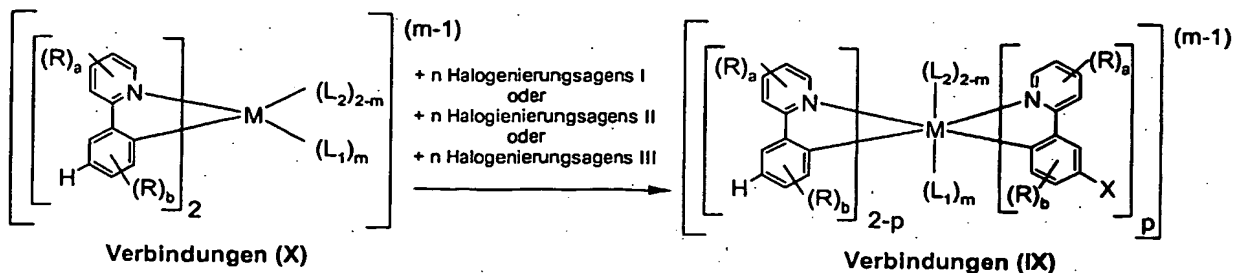 (m-1)
(R)a
N
M
(L2)2-m
(L1)m
H
(R)b
2
+ n Halogenierungsagens I
oder
+ n Halogienierungsagens II
oder
+ n Halogenierungsagens III
(m-1)
(R)a
N
H
(R)b
2-p
(L2)2-m
M
(L1)m
(R)a
N
(R)b
X
p
Verbindungen (X)
Verbindungen (IX)